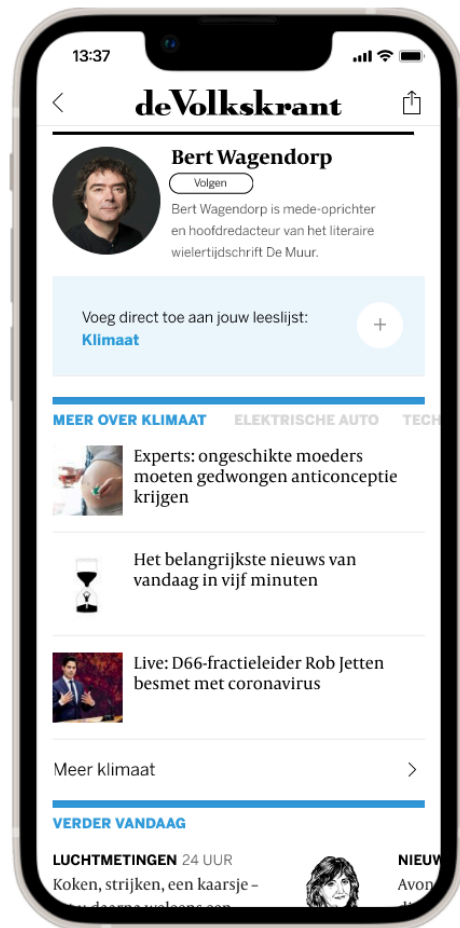 13:37
deVolkskrant
Bert Wagendorp
Volgen
Bert Wagendorp is mede-oprichter
en hoofdredacteur van het literaire
wielertijdschrift De Muur.
Voeg direct toe aan jouw leeslijst:
Klimaat
MEER OVER KLIMAAT ELEKTRISCHE AUTO TECH
Experts: ongeschikte moeders
moeten gedwongen anticonceptie
krijgen
Het belangrijkste nieuws van
vandaag in vijf minuten
Live: D66-fractieleider Rob Jetten
besmet met coronavirus
Meer klimaat
VERDER VANDAAG
LUCHTMETINGEN 24 UUR
Koken, strijken, een kaarsje –
NIEUW
Avon